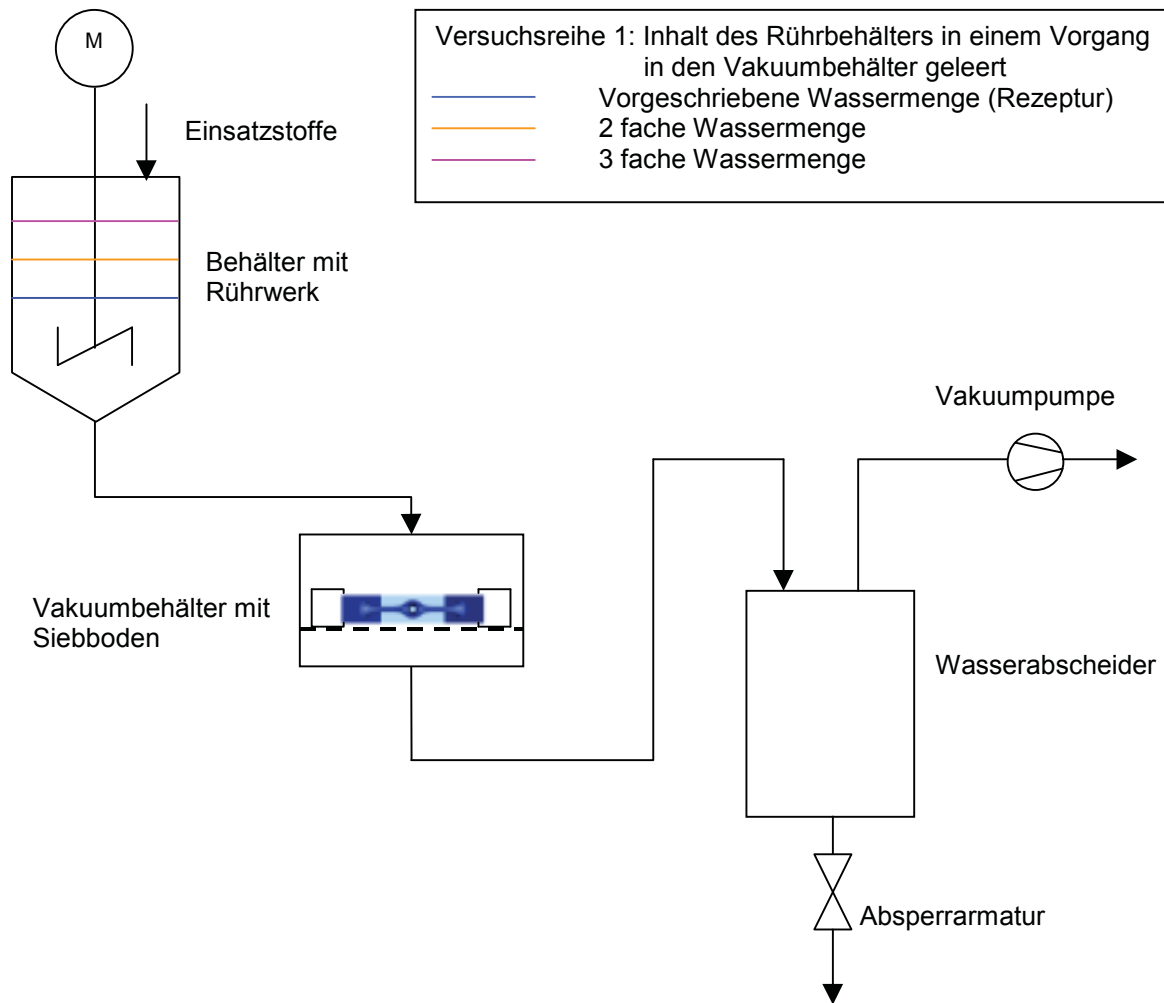 M
Versuchsreihe 1: Inhalt des Rührbehälters in einem Vorgang
in den Vakuumbehälter geleert
Vorgeschriebene Wassermenge (Rezeptur)
2 fache Wassermenge
3 fache Wassermenge
Einsatzstoffe
Behälter mit
Rührwerk
Vakuumpumpe
Vakuumbehälter mit
Siebboden
Wasserabscheider
Absperrarmatur